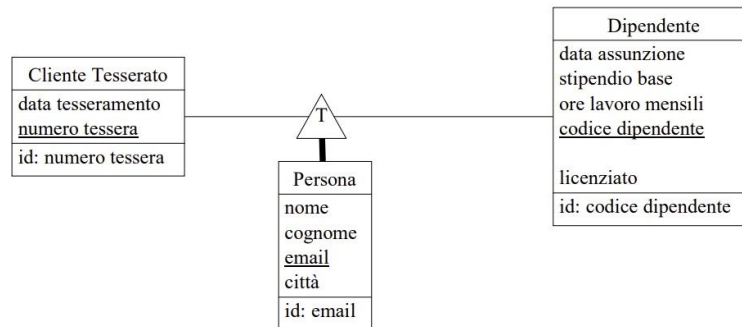 Cliente Tesserato
data tesseramento
numero tessera
id: numero tessera
T
Persona
nome
cognome
email
città
id: email
Dipendente
data assunzione
stipendio base
ore lavoro mensili
codice dipendente
licenziato
id: codice dipendente